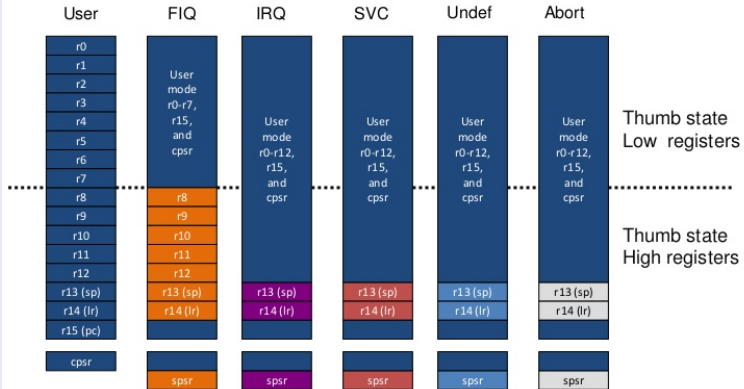 User FIQ IRQ SVC Undef Abort
r0
r1
r2
r3
r4
r5
r6
r7
r8
r9
r10
r11
r12
r13 (sp)
r14 (lr)
r15 (pc)
cpsr
User
mode
r0-r7,
r15,
and
cpsr
r8
r9
r10
r11
r12
r13 (sp)
r14 (lr)
spsr
User
mode
r0-r12,
r15,
and
cpsr
r13 (sp)
r14 (lr)
spsr
User
mode
r0-r12,
r15,
and
cpsr
r13 (sp)
r14 (lr)
spsr
User
mode
r0-r12,
r15,
and
cpsr
r13 (sp)
r14 (lr)
spsr
User
mode
r0-r12,
r15,
and
cpsr
r13 (sp)
r14 (lr)
spsr
Thumb state
Low registers
Thumb state
High registers